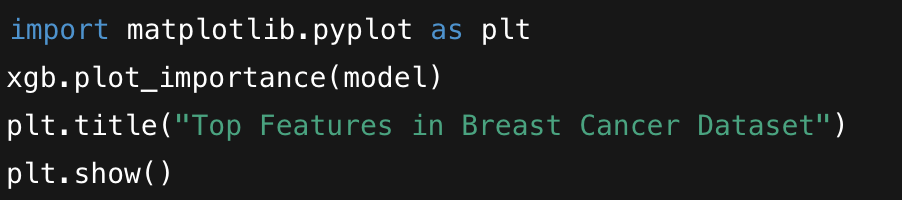 import matplotlib.pyplot as plt
xgb.plot_importance(model)
plt.title("Top Features in Breast Cancer Dataset")
plt.show()